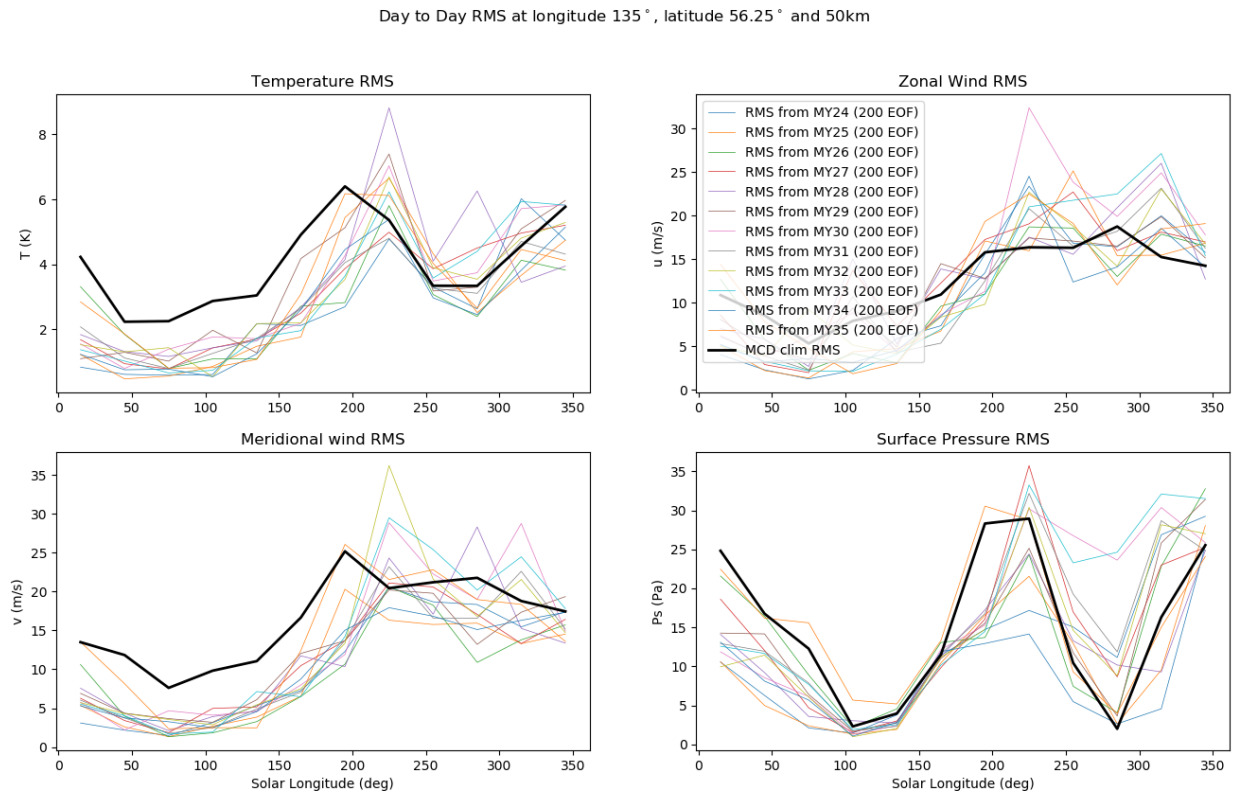 Day to Day RMS at longitude 135°, latitude 56.25° and 50km
Temperature RMS
T (K)
8
6
4
2
0 50 100 150 200 250 300 350
Zonal Wind RMS
u (m/s)
30
25
20
15
10
5
0
RMS from MY24 (200 EOF)
RMS from MY25 (200 EOF)
RMS from MY26 (200 EOF)
RMS from MY27 (200 EOF)
RMS from MY28 (200 EOF)
RMS from MY29 (200 EOF)
RMS from MY30 (200 EOF)
RMS from MY31 (200 EOF)
RMS from MY32 (200 EOF)
RMS from MY33 (200 EOF)
RMS from MY34 (200 EOF)
RMS from MY35 (200 EOF)
MCD clim RMS
0 50 100 150 200 250 300 350
Meridional wind RMS
v (m/s)
35
30
25
20
15
10
5
0
0 50 100 150 200 250 300 350
Solar Longitude (deg)
Surface Pressure RMS
Ps (Pa)
35
30
25
20
15
10
5
0
0 50 100 150 200 250 300 350
Solar Longitude (deg)